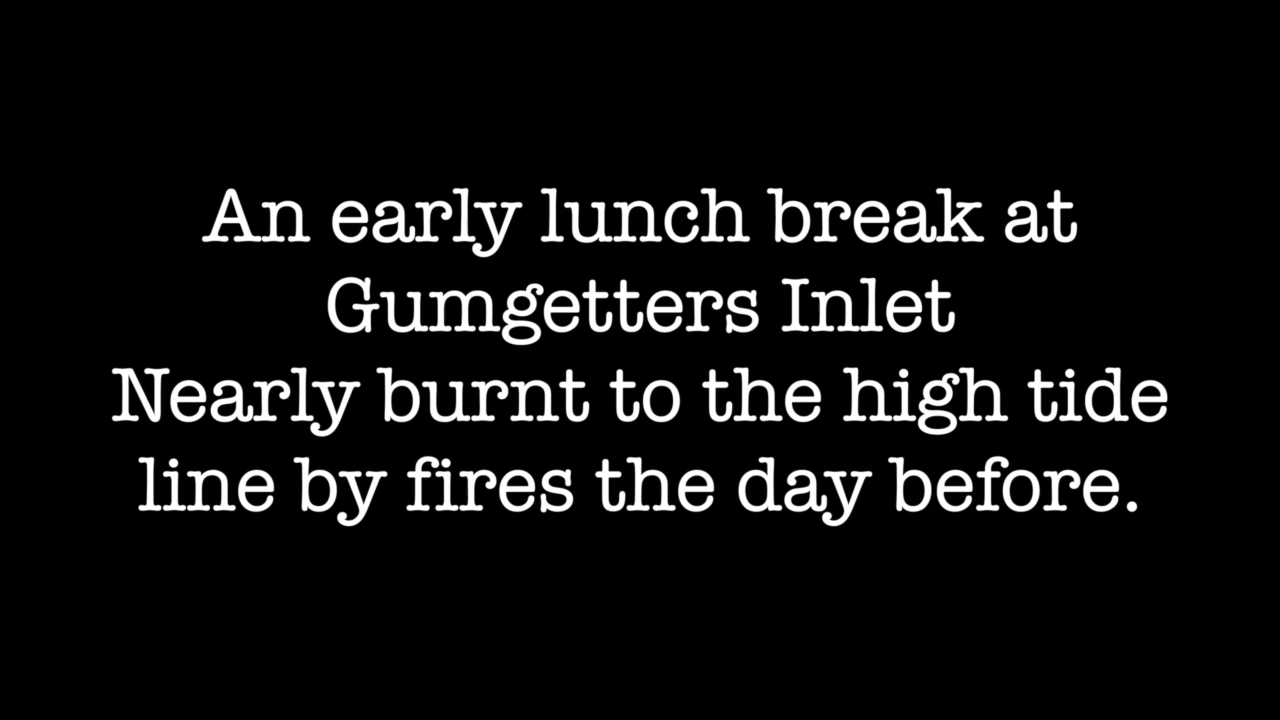 An early lunch break at
Gumgetters Inlet
Nearly burnt to the high tide
line by fires the day before.